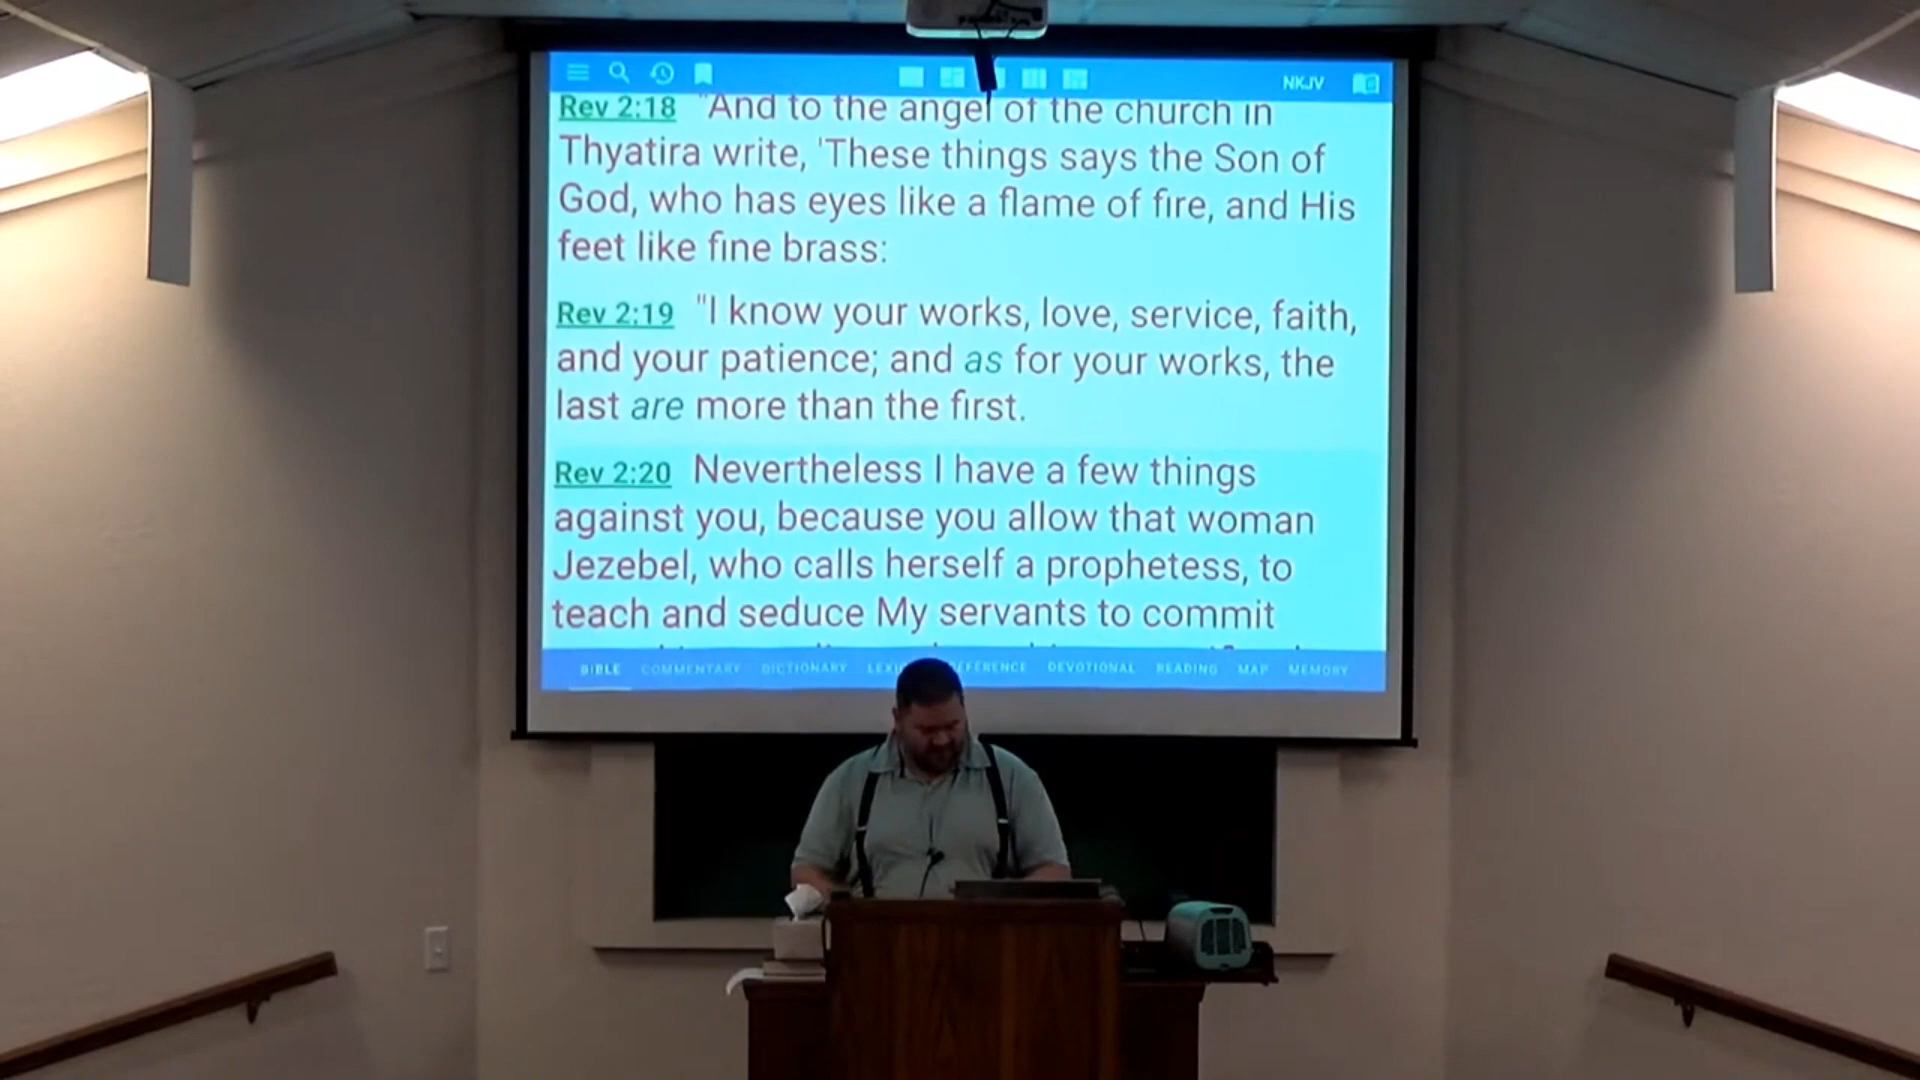 NKJV
Rev 2:18 "And to the angel of the church in
Thyatira write, 'These things says the Son of
God, who has eyes like a flame of fire, and His
feet like fine brass:
Rev 2:19 "I know your works, love, service, faith,
and your patience; and as for your works, the
last are more than the first.
Rev 2:20 Nevertheless I have a few things
against you, because you allow that woman
Jezebel, who calls herself a prophetess, to
teach and seduce My servants to commit
BIBLE COMMENTARY DICTIONARY DEVOTIONAL READING MAP MEMORY